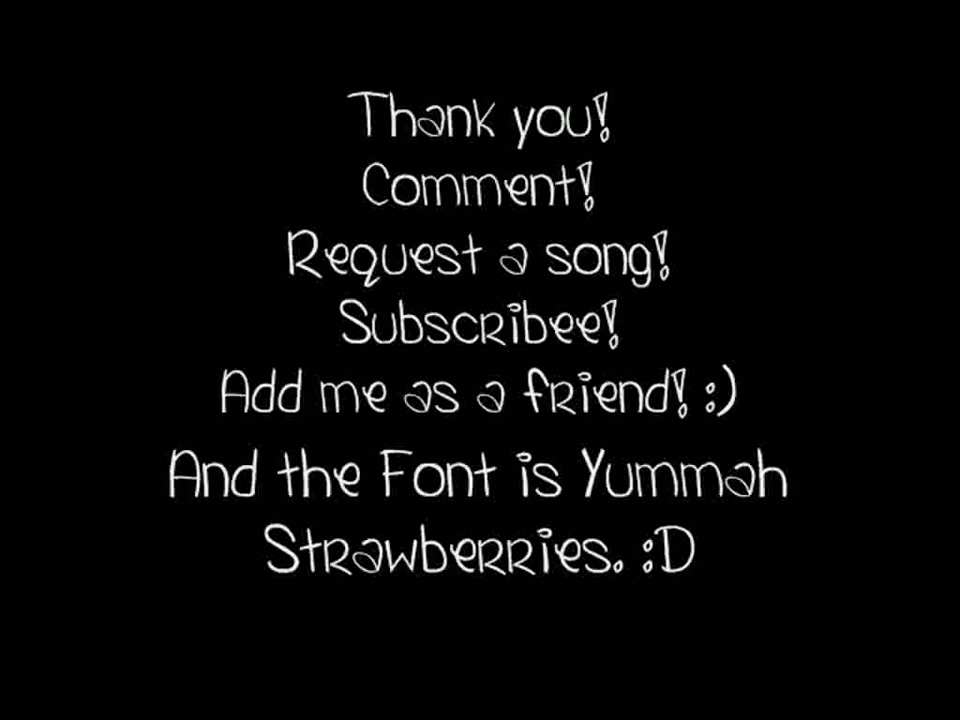 Thank you!
Comment!
Request a song!
Subscribee!
Add me as a friend! :)
And the Font is Yummah
Strawberries. :D